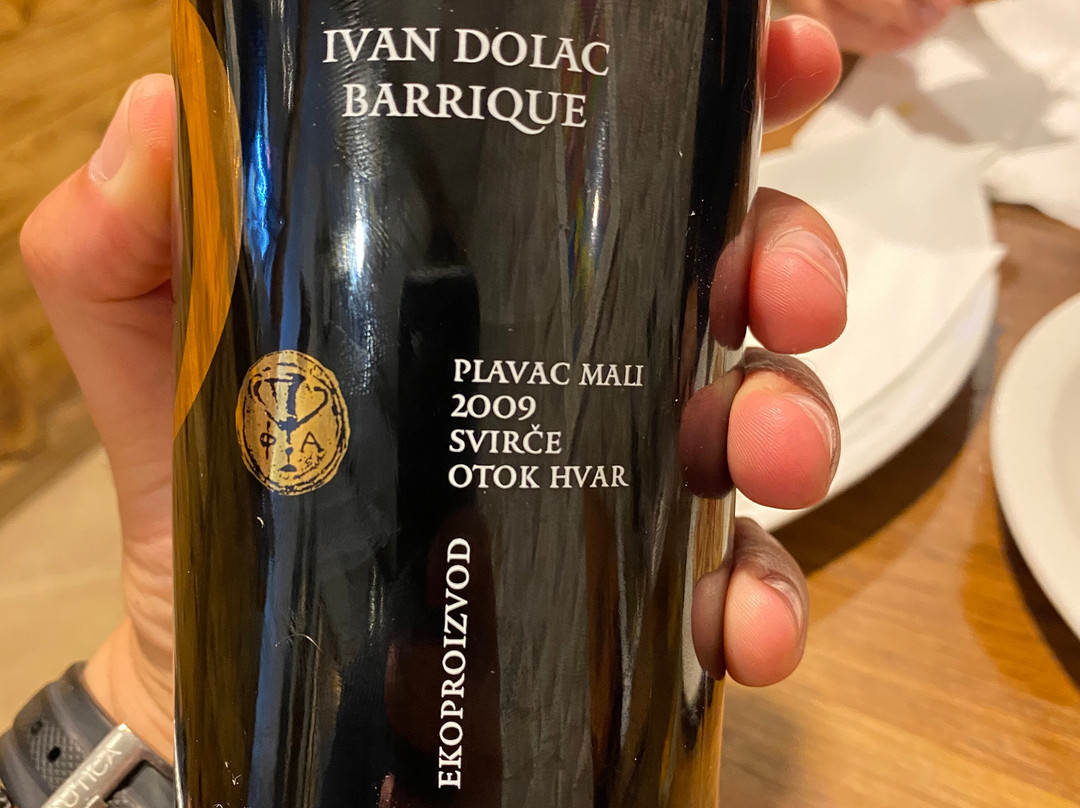 IVAN DOLAC
BARRIQUE
PLAVAC MALI
2009
SVIRČE
OTOK HVAR
EKOPROIZVOD
Φ A